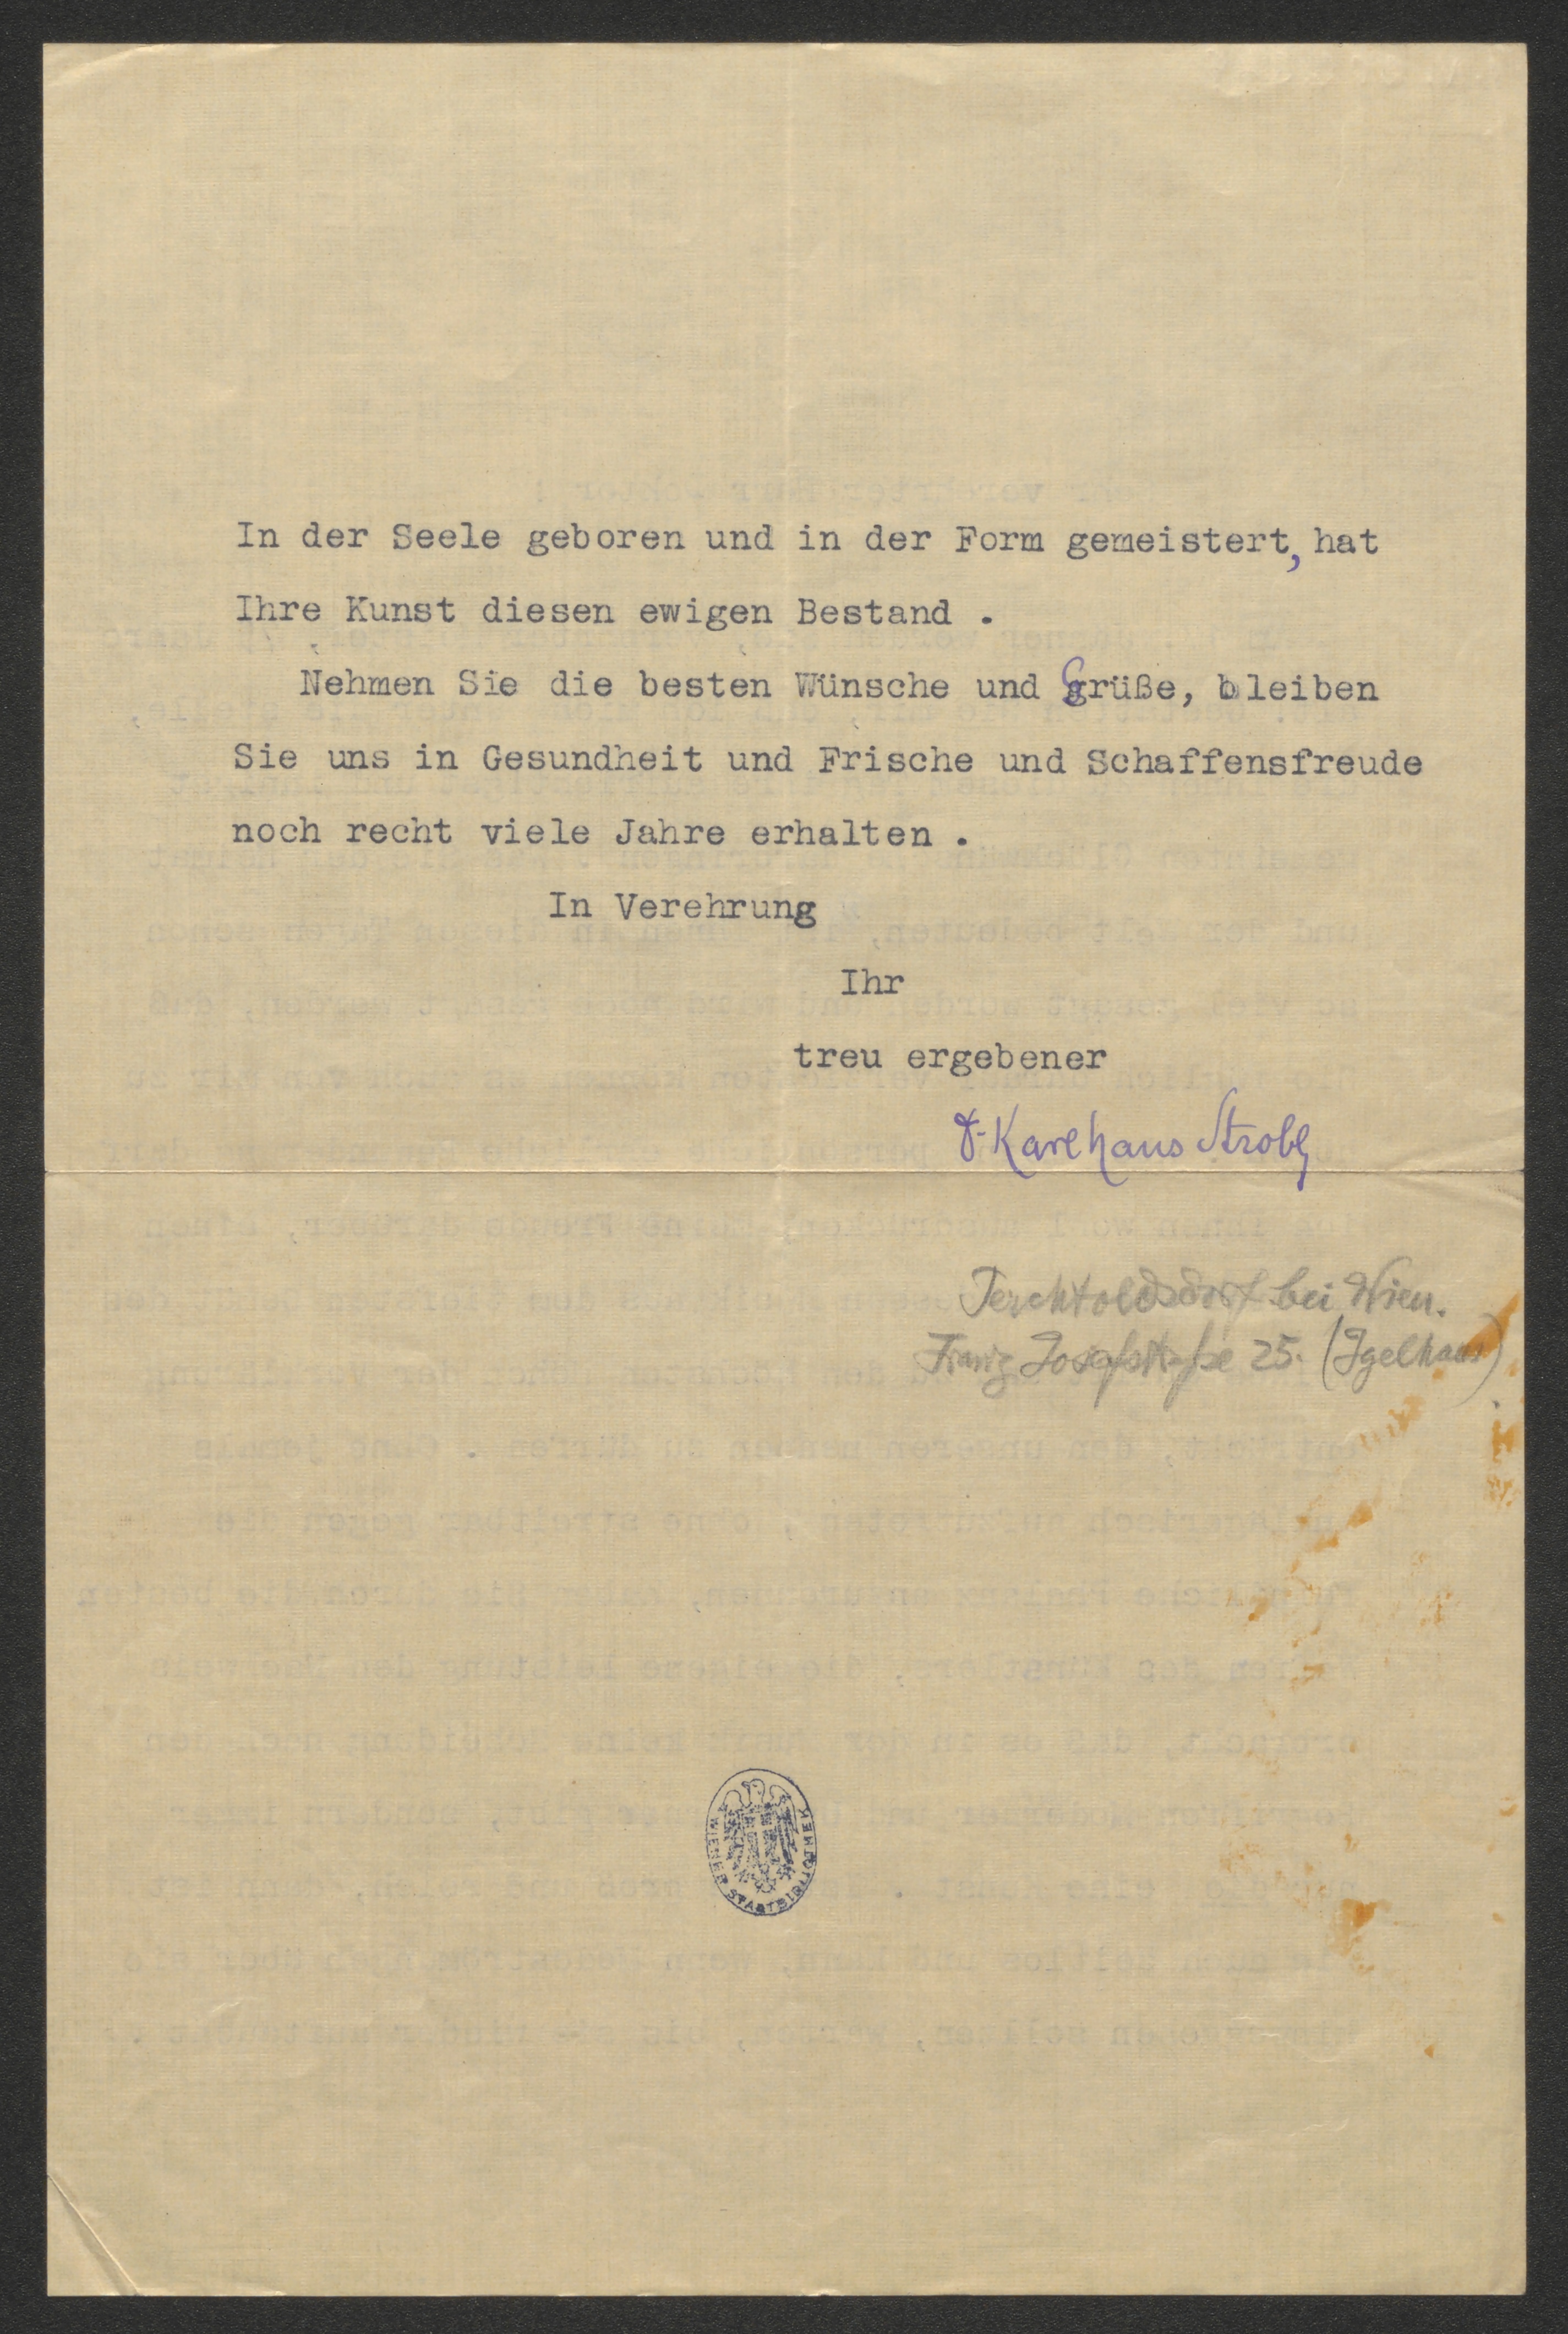 In der Seele geboren und in der Form gemeistert, hat
Ihre Kunst diesen ewigen Bestand .
Nehmen Sie die besten Wünsche und Grüße, bleiben
Sie uns in Gesundheit und Frische und Schaffensfreude
noch recht viele Jahre erhalten .
In Verehrung
Ihr
treu ergebener
Dr Karl Hans Strobl
Perchtoldsdorf bei Wien.
Franz Josefstraße 25. (Igelhaus)
WIENER STADTBIBLIOTHEK